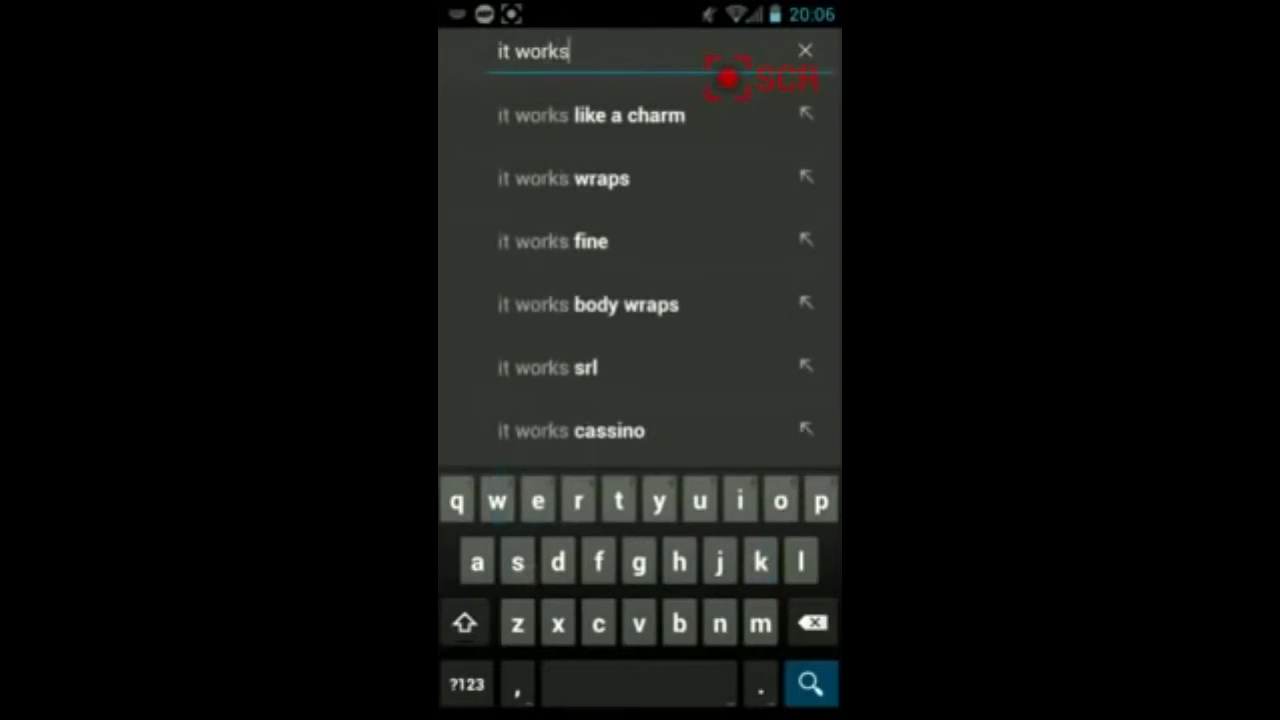 20:06
it works
SCR
it works like a charm
it works wraps
it works fine
it works body wraps
it works srl
it works cassino
q w e r t y u i o p
a s d f g h j k l
z x c v b n m
?123 , .